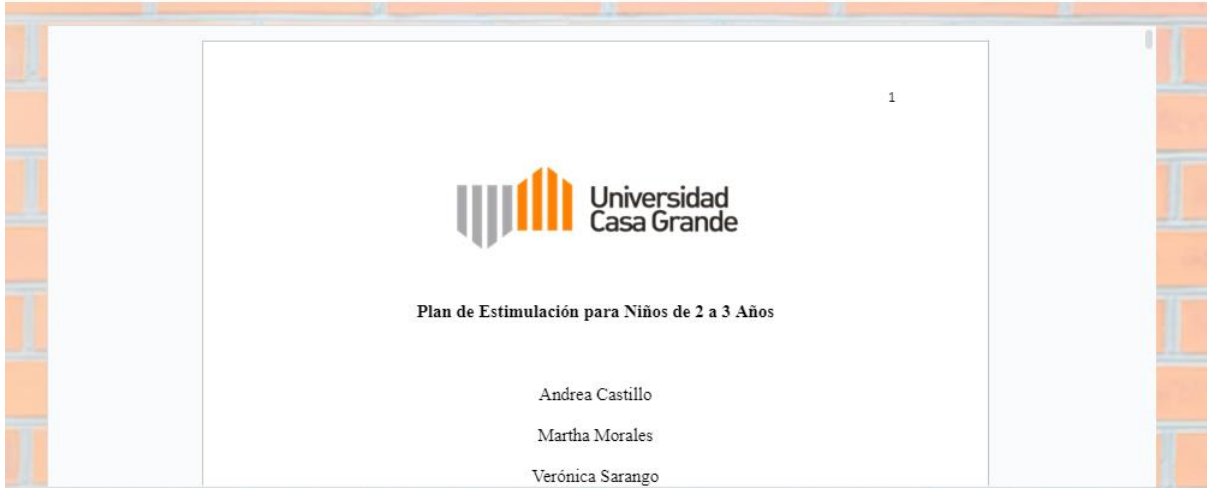 1
Universidad
Casa Grande
Plan de Estimulación para Niños de 2 a 3 Años
Andrea Castillo
Martha Morales
Verónica Sarango